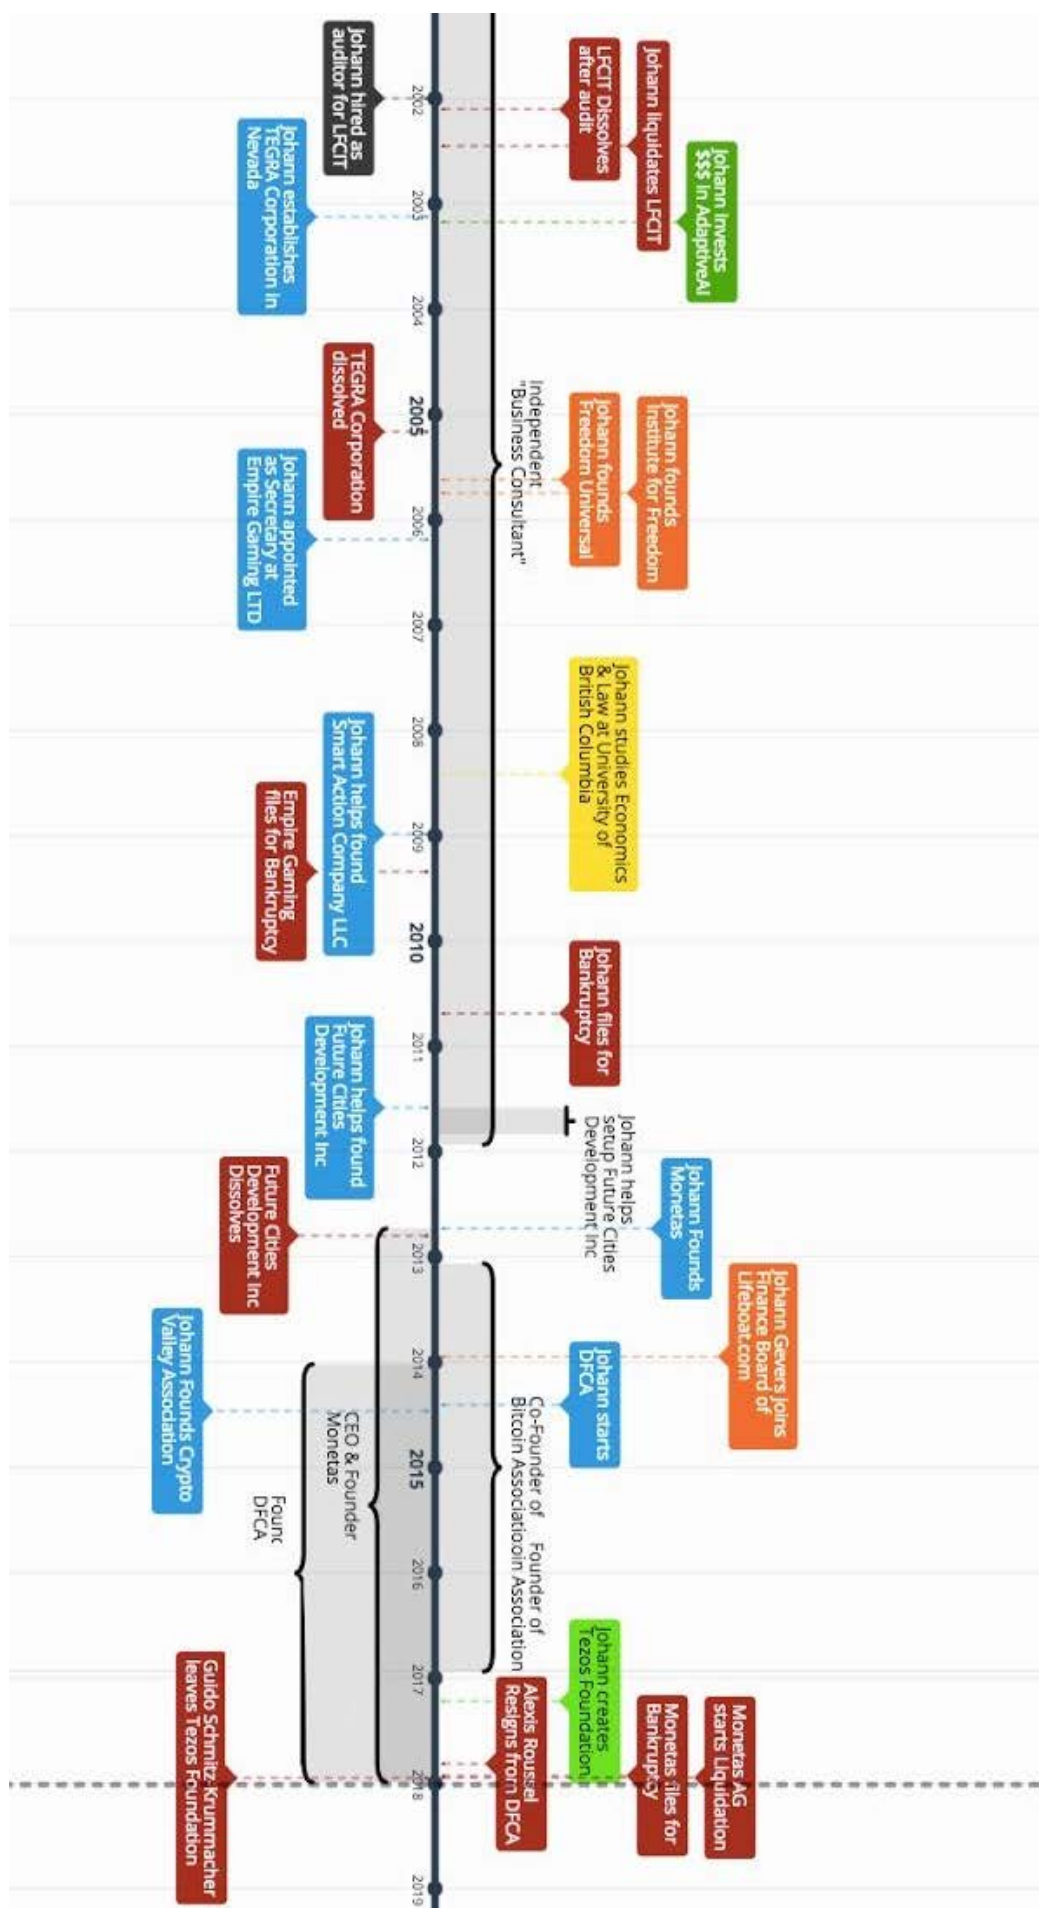 Johann invests
$$$ in AdaptiveAI
Johann liquidates LFCIT
LFCIT Dissolves
after audit
2002
2003
2004
2005
2006
2007
2008
2009
2010
2011
2012
2013
2014
2015
2016
2017
2018
2019
Johann hired as
auditor for LFCIT
Johann establishes
TEGRA Corporation in
Nevada
Johann founds
Institute for Freedom
Johann founds
Freedom Universal
Independent
"Business Consultant"
TEGRA Corporation
dissolved
Johann appointed
as Secretary at
Empire Gaming LTD
Johann studies Economics
& Law at University of
British Columbia
Johann helps found
Smart Action Company LLC
Empire Gaming
files for Bankruptcy
Johann files for
Bankruptcy
Johann helps
setup Future Cities
Development Inc
Johann helps found
Future Cities
Development Inc
Johann Founds
Monetas
Future Cities
Development Inc
Dissolves
Johann Gevers joins
Finance Board of
Lifeboat.com
Johann starts
DFCA
Co-Founder of
Bitcoin Associatio
Founder of
oin Association
CEO & Founder
Monetas
Johann Founds Crypto
Valley Association
Founc
DFCA
Johann creates
Tezos Foundation
Monetas AG
starts Liquidation
Monetas files for
Bankruptcy
Alexis Roussel
Resigns from DFCA
Guido Schmitz-Krummacher
leaves Tezos Foundation